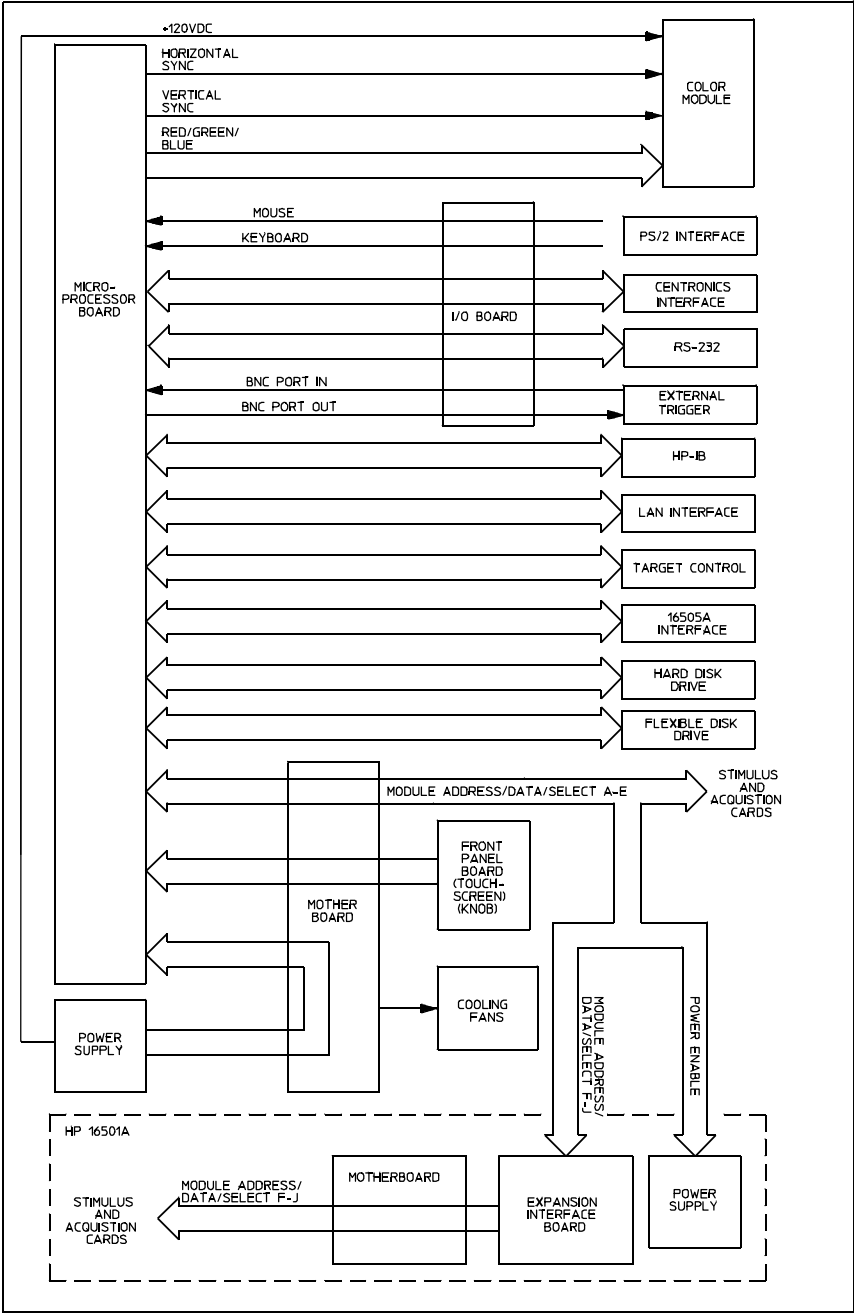 +120VDC
HORIZONTAL
SYNC
VERTICAL
SYNC
RED/GREEN/
BLUE
COLOR
MODULE
MOUSE
KEYBOARD
PS/2 INTERFACE
MICRO-
PROCESSOR
BOARD
CENTRONICS
INTERFACE
I/O BOARD
RS-232
BNC PORT IN
BNC PORT OUT
EXTERNAL
TRIGGER
HP-IB
LAN INTERFACE
TARGET CONTROL
16505A
INTERFACE
HARD DISK
DRIVE
FLEXIBLE DISK
DRIVE
MODULE ADDRESS/DATA/SELECT A-E
STIMULUS
AND
ACQUISTION
CARDS
FRONT
PANEL
BOARD
(TOUCH-
SCREEN)
(KNOB)
MOTHER
BOARD
COOLING
FANS
POWER
SUPPLY
MODULE ADDRESS/
DATA/SELECT F-J
POWER ENABLE
HP 16501A
MODULE ADDRESS/
DATA/SELECT F-J
STIMULUS
AND
ACQUISTION
CARDS
MOTHERBOARD
EXPANSION
INTERFACE
BOARD
POWER
SUPPLY